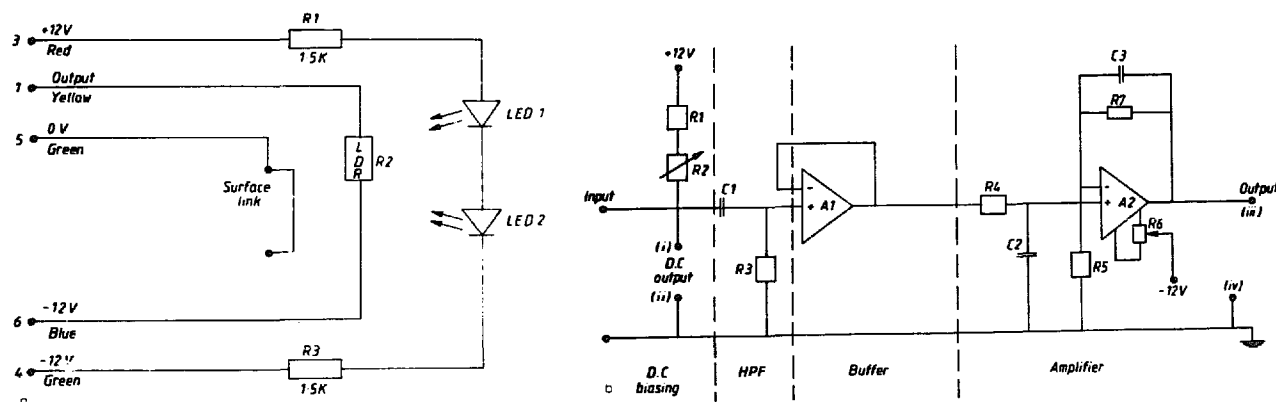 3 +12V R1
Red 1·5K
1 Output
Yellow
LED 1
5 0V
Green
LDR R2
Surface
link
LED 2
-12V
6
Blue
R3
-12V
4
Green 1·5K
+12V
R1
R2
Input
C1
(i)
D.C
output
(ii)
R3
-
+ A1
R4
C2
C3
R7
-
+ A2
R5
R6
-12V
Output
(iii)
(iv)
D.C
biasing
HPF
Buffer
Amplifier